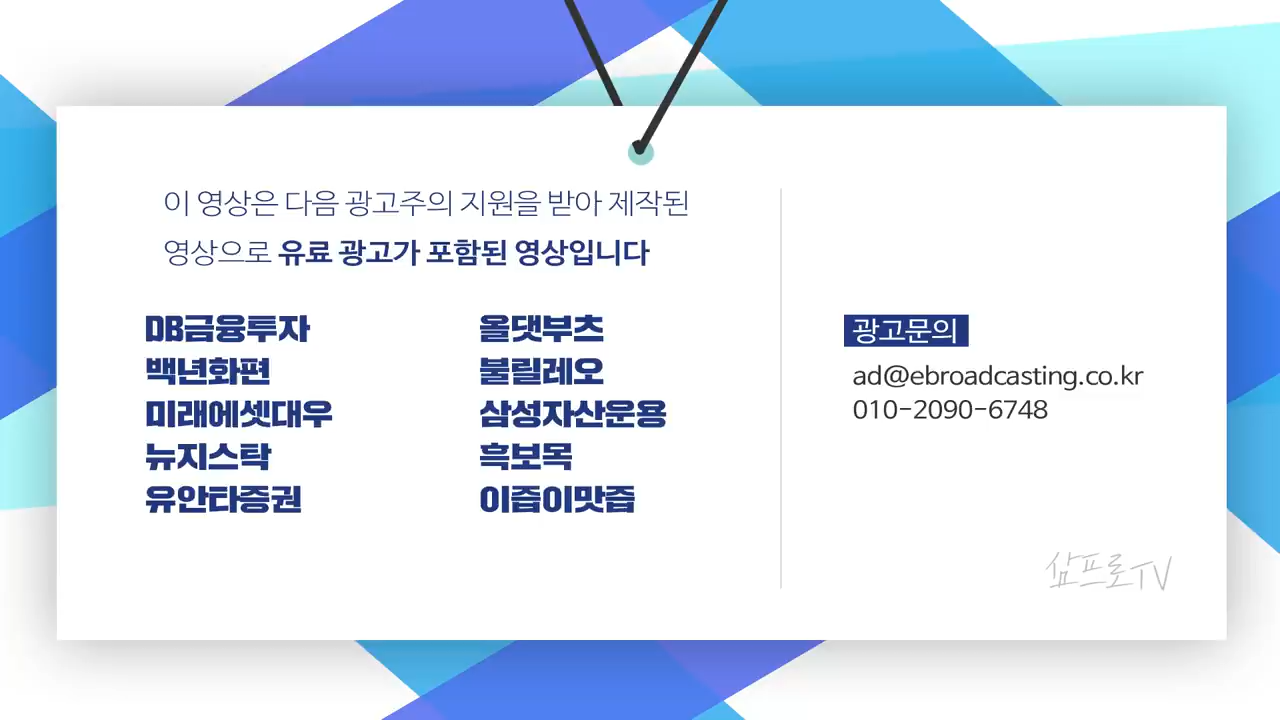 이 영상은 다음 광고주의 지원을 받아 제작된
영상으로 유료 광고가 포함된 영상입니다
DB금융투자
백년화편
미래에셋대우
뉴지스탁
유안타증권
올댓부츠
불릴레오
삼성자산운용
흑보목
이즙이맛즙
광고문의
ad@ebroadcasting.co.kr
010-2090-6748
삼프로TV